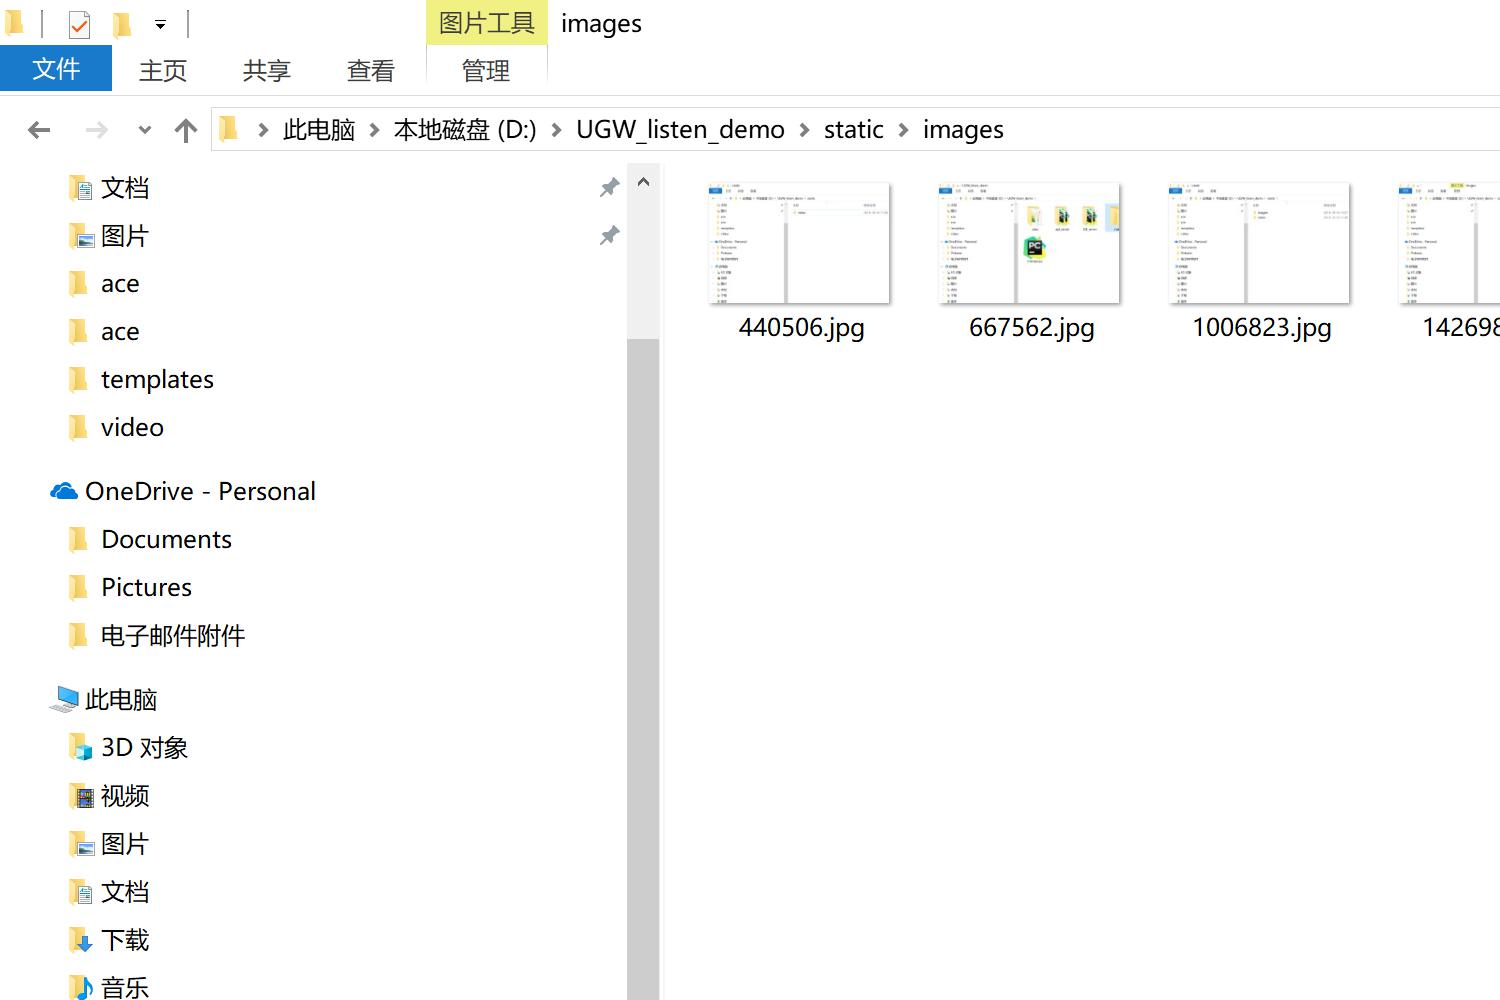 图片工具 images
文件 主页 共享 查看 管理
此电脑 本地磁盘 (D:) UGW_listen_demo static images
文档
图片
ace
ace
templates
video
OneDrive - Personal
Documents
Pictures
电子邮件附件
此电脑
3D 对象
视频
图片
文档
下载
音乐
440506.jpg 667562.jpg 1006823.jpg